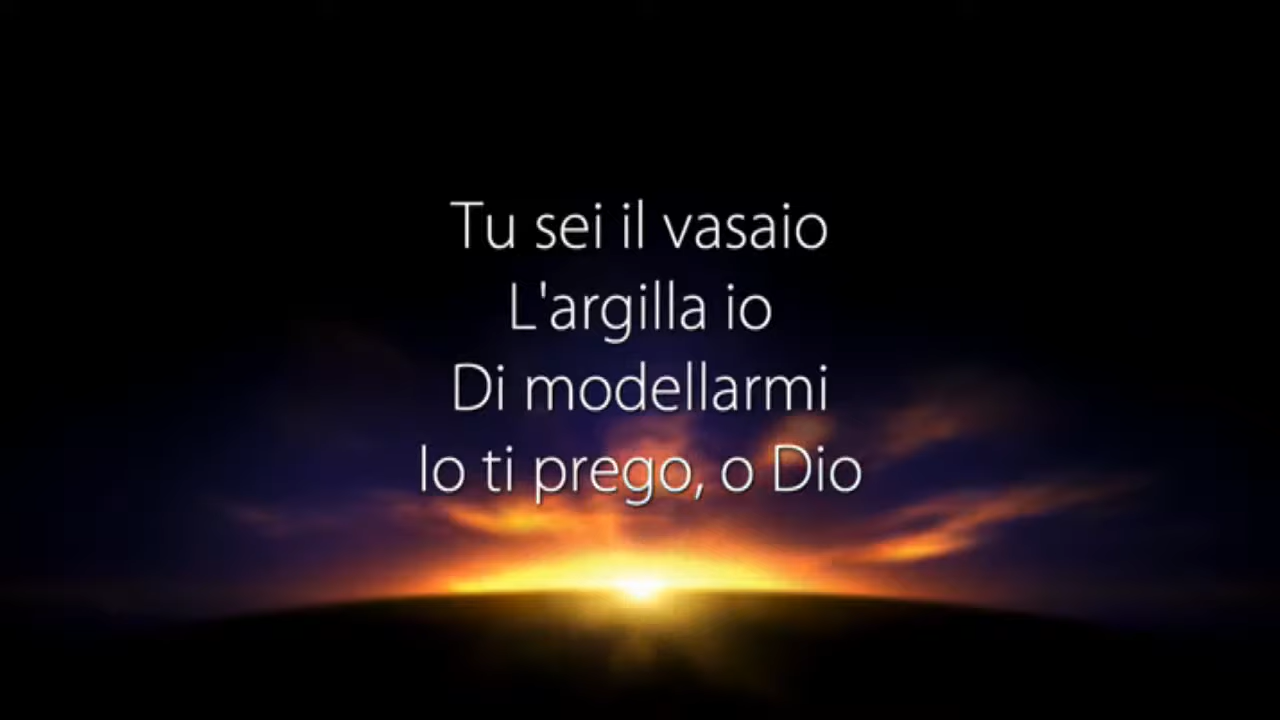 Tu sei il vasaio
L'argilla io
Di modellarmi
Io ti prego, o Dio